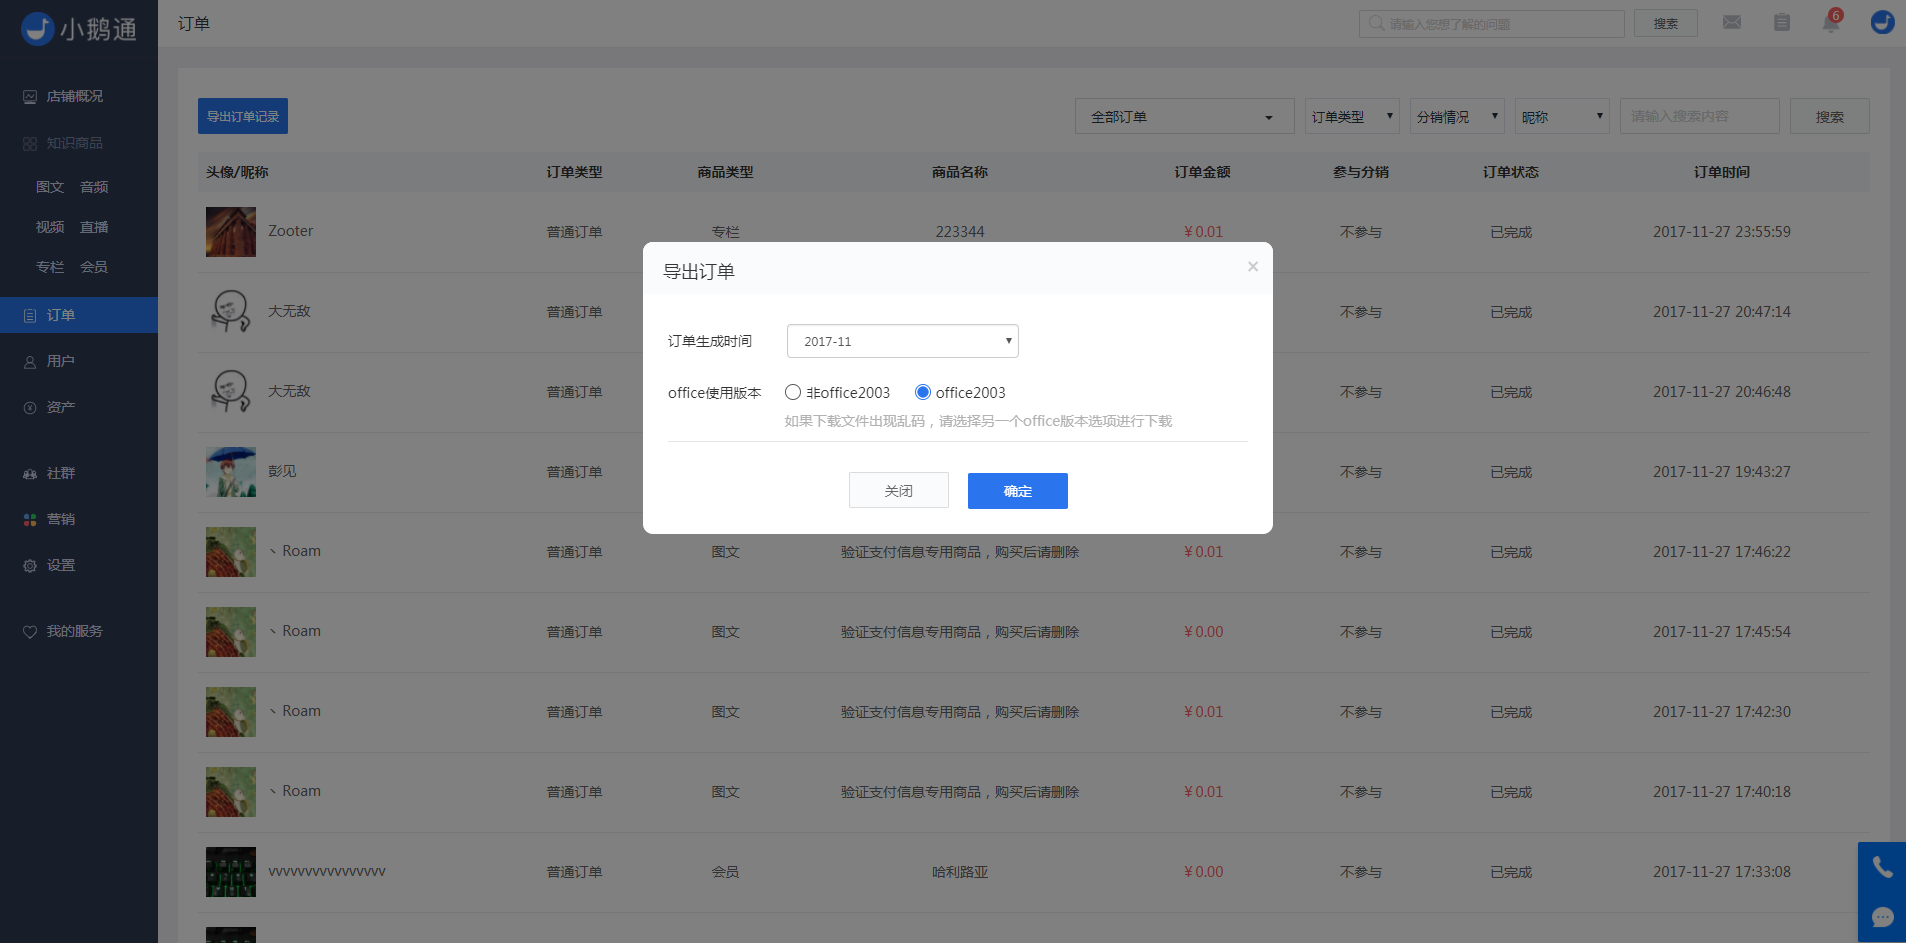 小鹅通
订单
请输入您想了解的问题
搜索
6
店铺概况
知识商品
图文 音频
视频 直播
专栏 会员
订单
用户
资产
社群
营销
设置
我的服务
导出订单记录
全部订单
订单类型
分销情况
昵称
请输入搜索内容
搜索
头像/昵称 订单类型 商品类型 商品名称 订单金额 参与分销 订单状态 订单时间
Zooter 普通订单 专栏 223344 ¥0.01 不参与 已完成 2017-11-27 23:55:59
大无敌 普通订单 不参与 已完成 2017-11-27 20:47:14
大无敌 普通订单 不参与 已完成 2017-11-27 20:46:48
彭见 普通订单 不参与 已完成 2017-11-27 19:43:27
丶Roam 普通订单 图文 验证支付信息专用商品，购买后请删除 ¥0.01 不参与 已完成 2017-11-27 17:46:22
丶Roam 普通订单 图文 验证支付信息专用商品，购买后请删除 ¥0.00 不参与 已完成 2017-11-27 17:45:54
丶Roam 普通订单 图文 验证支付信息专用商品，购买后请删除 ¥0.01 不参与 已完成 2017-11-27 17:42:30
丶Roam 普通订单 图文 验证支付信息专用商品，购买后请删除 ¥0.01 不参与 已完成 2017-11-27 17:40:18
vvvvvvvvvvvvvvvv 普通订单 会员 哈利路亚 ¥0.00 不参与 已完成 2017-11-27 17:33:08
导出订单 ×
订单生成时间 2017-11
office使用版本 非office2003 office2003
如果下载文件出现乱码，请选择另一个office版本选项进行下载
关闭 确定